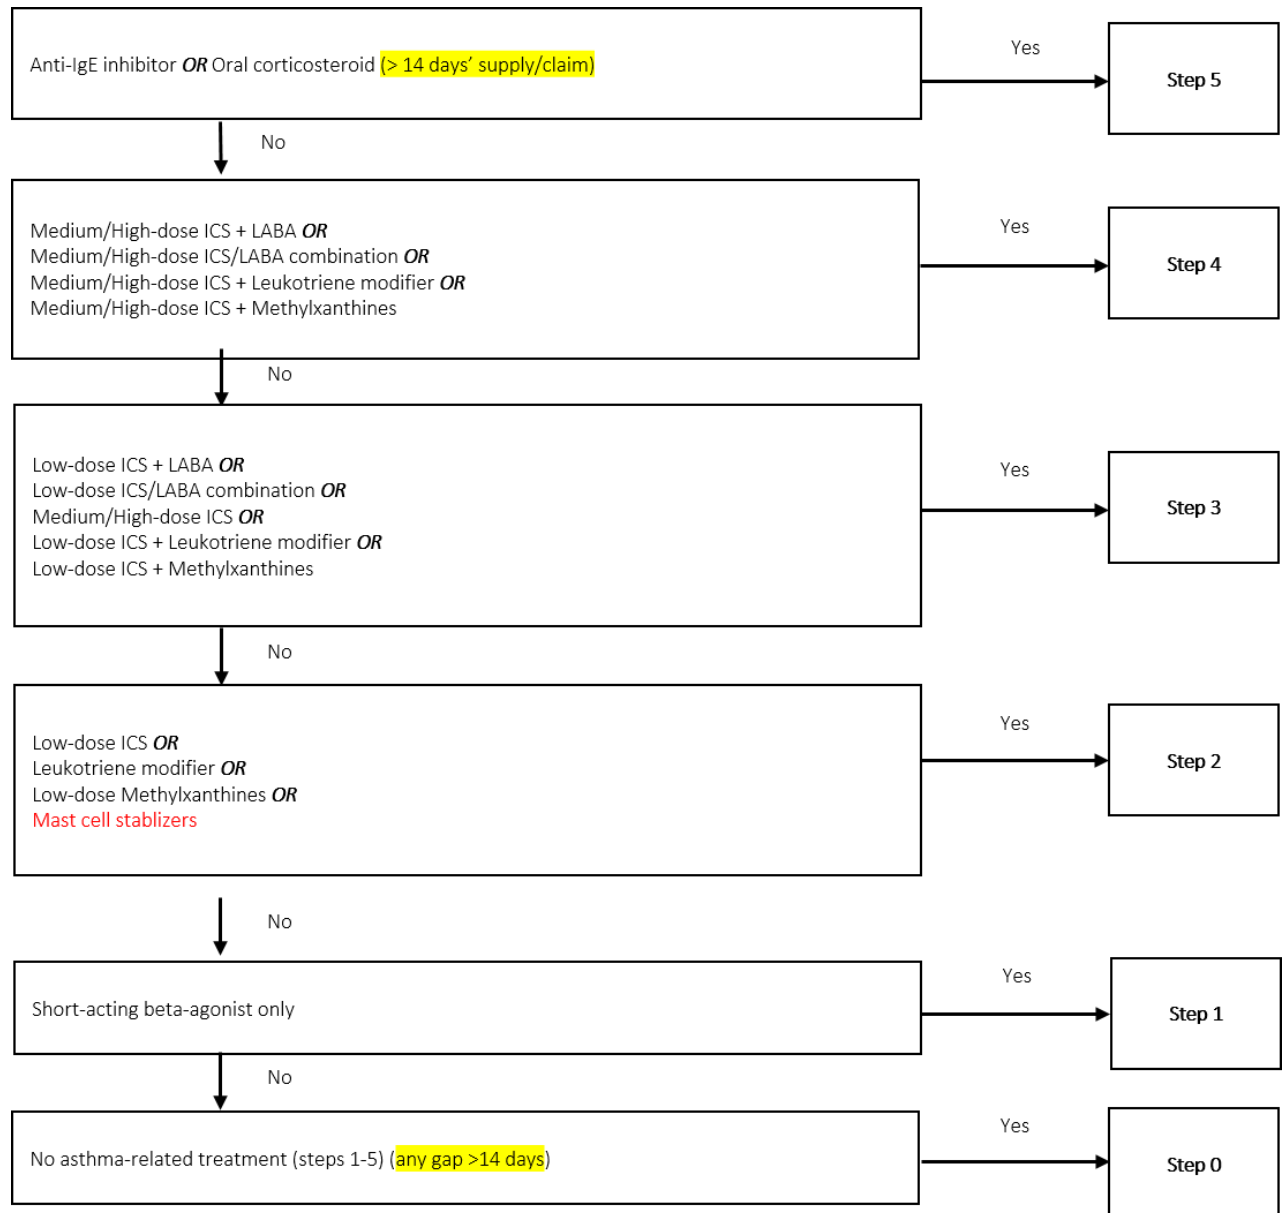 Anti-IgE inhibitor OR Oral corticosteroid (> 14 days’ supply/claim)
Yes
Step 5
No
Medium/High-dose ICS + LABA OR
Medium/High-dose ICS/LABA combination OR
Medium/High-dose ICS + Leukotriene modifier OR
Medium/High-dose ICS + Methylxanthines
Yes
Step 4
No
Low-dose ICS + LABA OR
Low-dose ICS/LABA combination OR
Medium/High-dose ICS OR
Low-dose ICS + Leukotriene modifier OR
Low-dose ICS + Methylxanthines
Yes
Step 3
No
Low-dose ICS OR
Leukotriene modifier OR
Low-dose Methylxanthines OR
Mast cell stablizers
Yes
Step 2
No
Short-acting beta-agonist only
Yes
Step 1
No
No asthma-related treatment (steps 1-5) (any gap >14 days)
Yes
Step 0